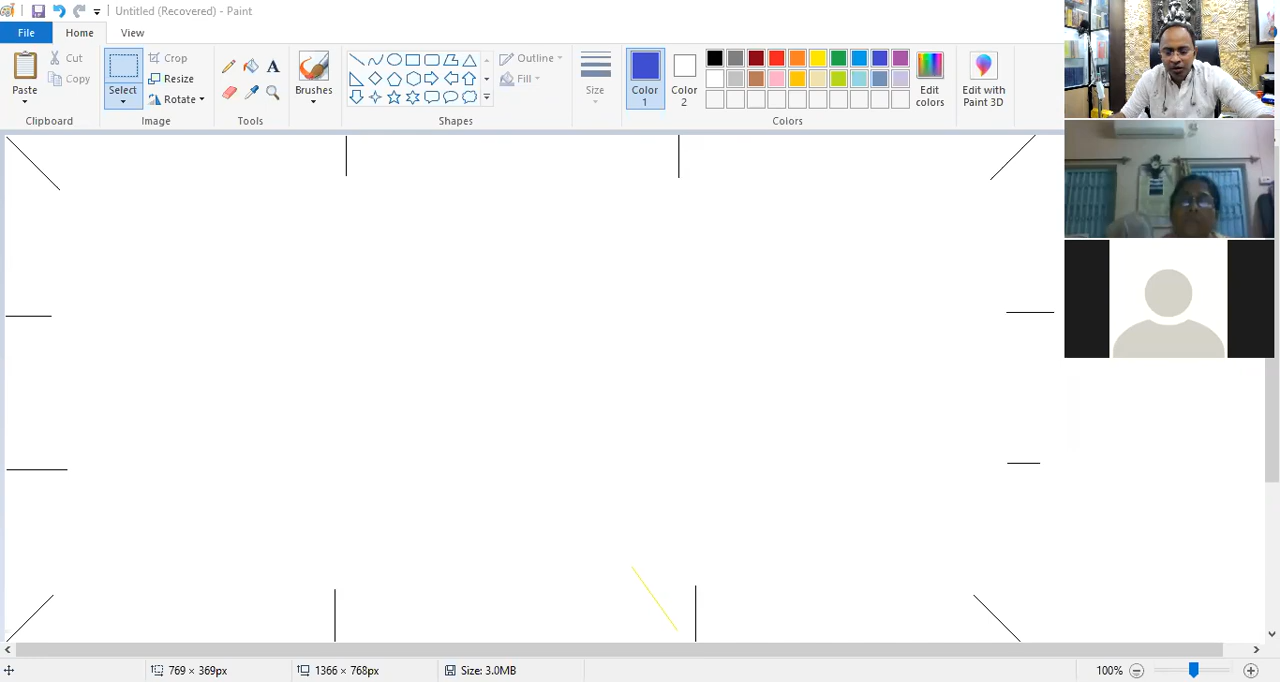 Untitled (Recovered) - Paint
File Home View
Paste
Cut
Copy
Clipboard
Select
Crop
Resize
Rotate
Image
Tools
Brushes
Outline
Fill
Shapes
Size
Color 1
Color 2
Edit colors
Colors
Edit with Paint 3D
769 × 369px
1366 × 768px
Size: 3.0MB
100%